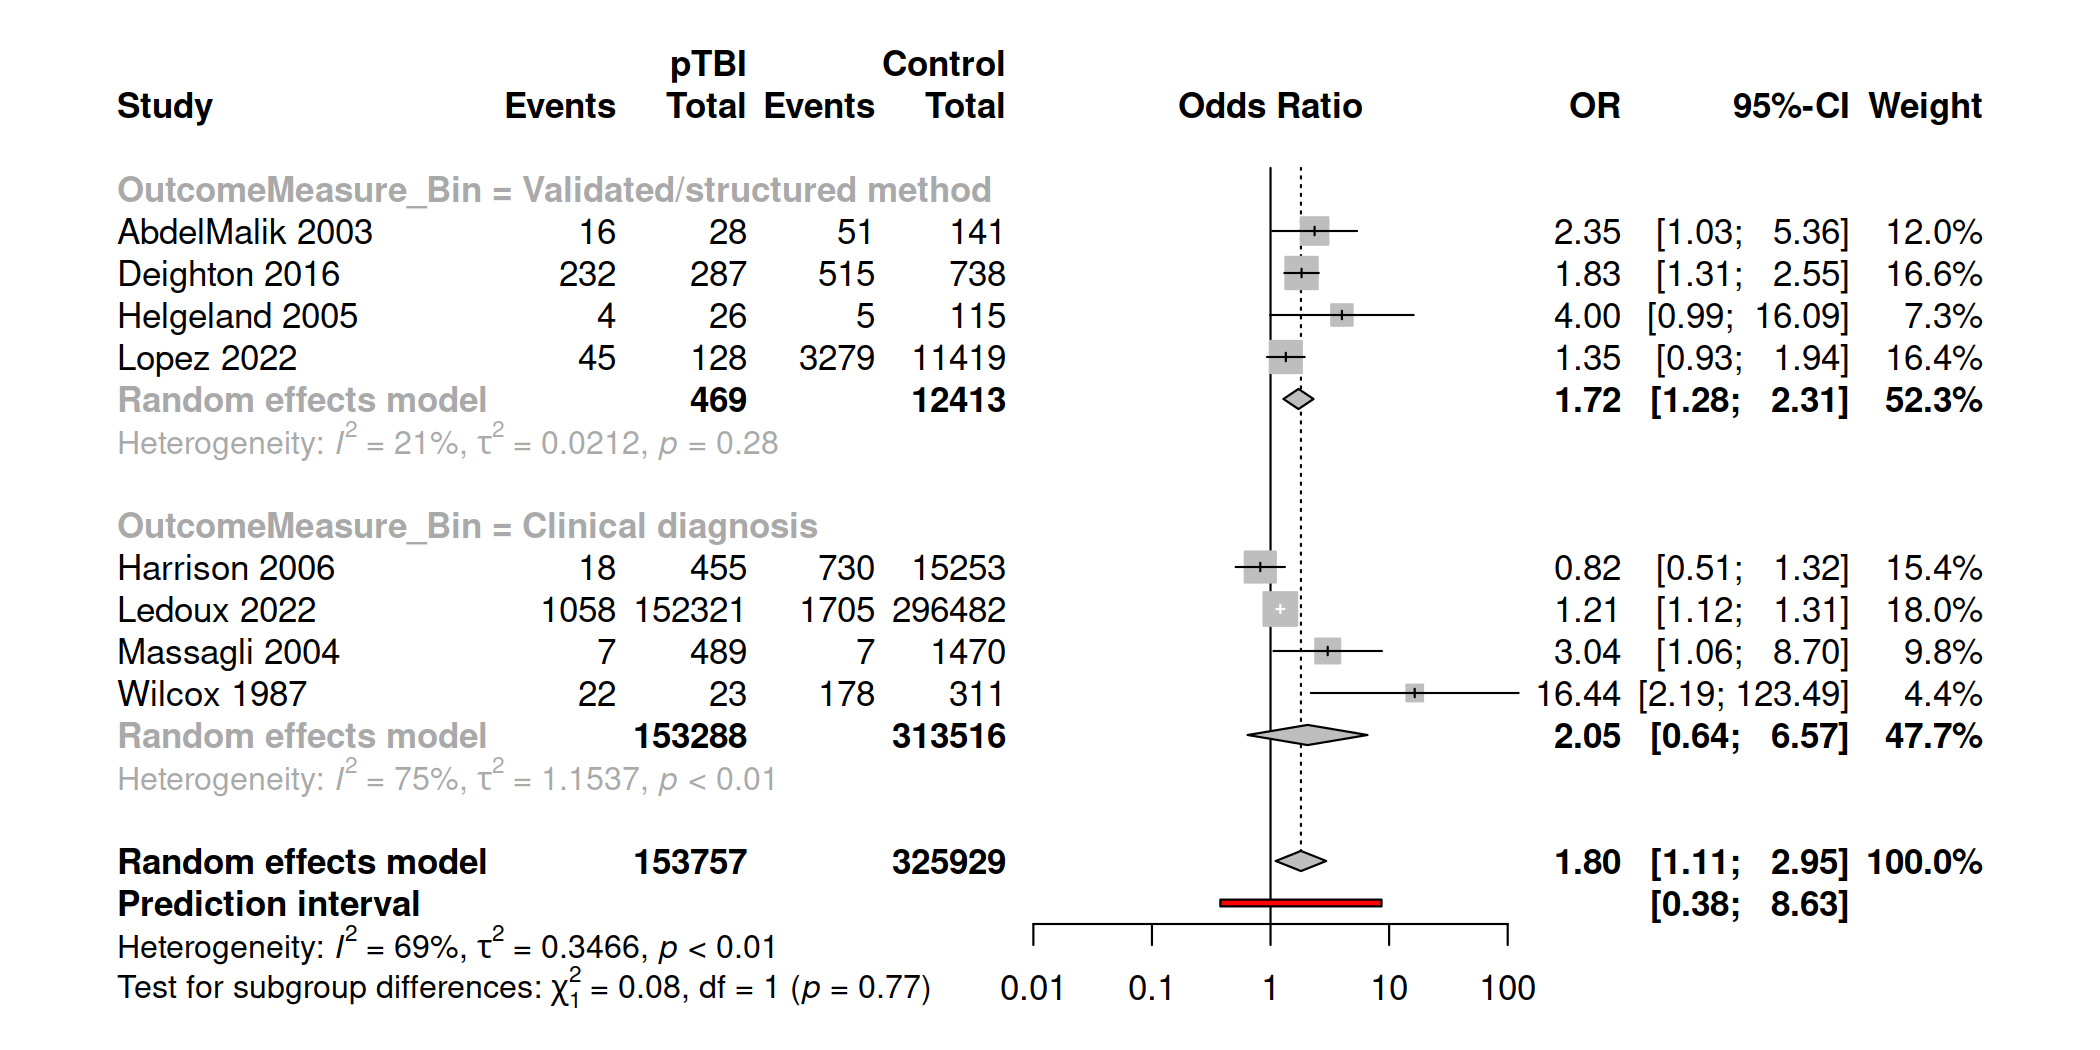 pTBI Control
Study Events Total Events Total Odds Ratio OR 95%-CI Weight
OutcomeMeasure_Bin = Validated/structured method
AbdelMalik 2003 16 28 51 141 2.35 [1.03; 5.36] 12.0%
Deighton 2016 232 287 515 738 1.83 [1.31; 2.55] 16.6%
Helgeland 2005 4 26 5 115 4.00 [0.99; 16.09] 7.3%
Lopez 2022 45 128 3279 11419 1.35 [0.93; 1.94] 16.4%
Random effects model 469 12413 1.72 [1.28; 2.31] 52.3%
Heterogeneity: I² = 21%, τ² = 0.0212, p = 0.28
OutcomeMeasure_Bin = Clinical diagnosis
Harrison 2006 18 455 730 15253 0.82 [0.51; 1.32] 15.4%
Ledoux 2022 1058 152321 1705 296482 1.21 [1.12; 1.31] 18.0%
Massagli 2004 7 489 7 1470 3.04 [1.06; 8.70] 9.8%
Wilcox 1987 22 23 178 311 16.44 [2.19; 123.49] 4.4%
Random effects model 153288 313516 2.05 [0.64; 6.57] 47.7%
Heterogeneity: I² = 75%, τ² = 1.1537, p < 0.01
Random effects model 153757 325929 1.80 [1.11; 2.95] 100.0%
Prediction interval [0.38; 8.63]
Heterogeneity: I² = 69%, τ² = 0.3466, p < 0.01
Test for subgroup differences: χ²₁ = 0.08, df = 1 (p = 0.77)
0.01 0.1 1 10 100